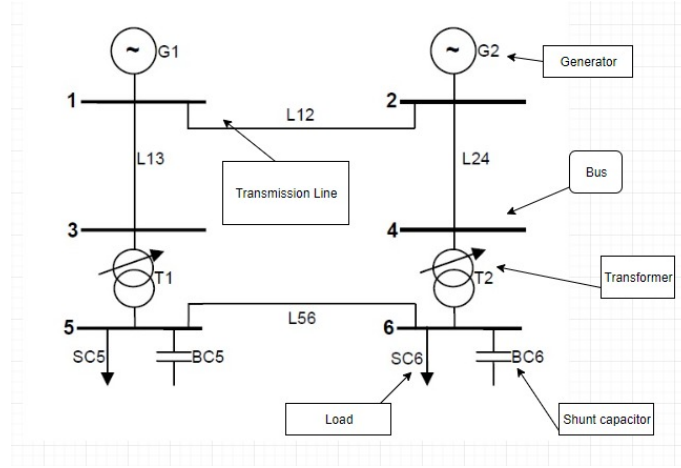 ~ G1
~ G2
Generator
1
2
L12
L13
L24
Transmission Line
Bus
3
4
T1
T2
Transformer
5
L56
6
SC5
BC5
SC6
BC6
Load
Shunt capacitor